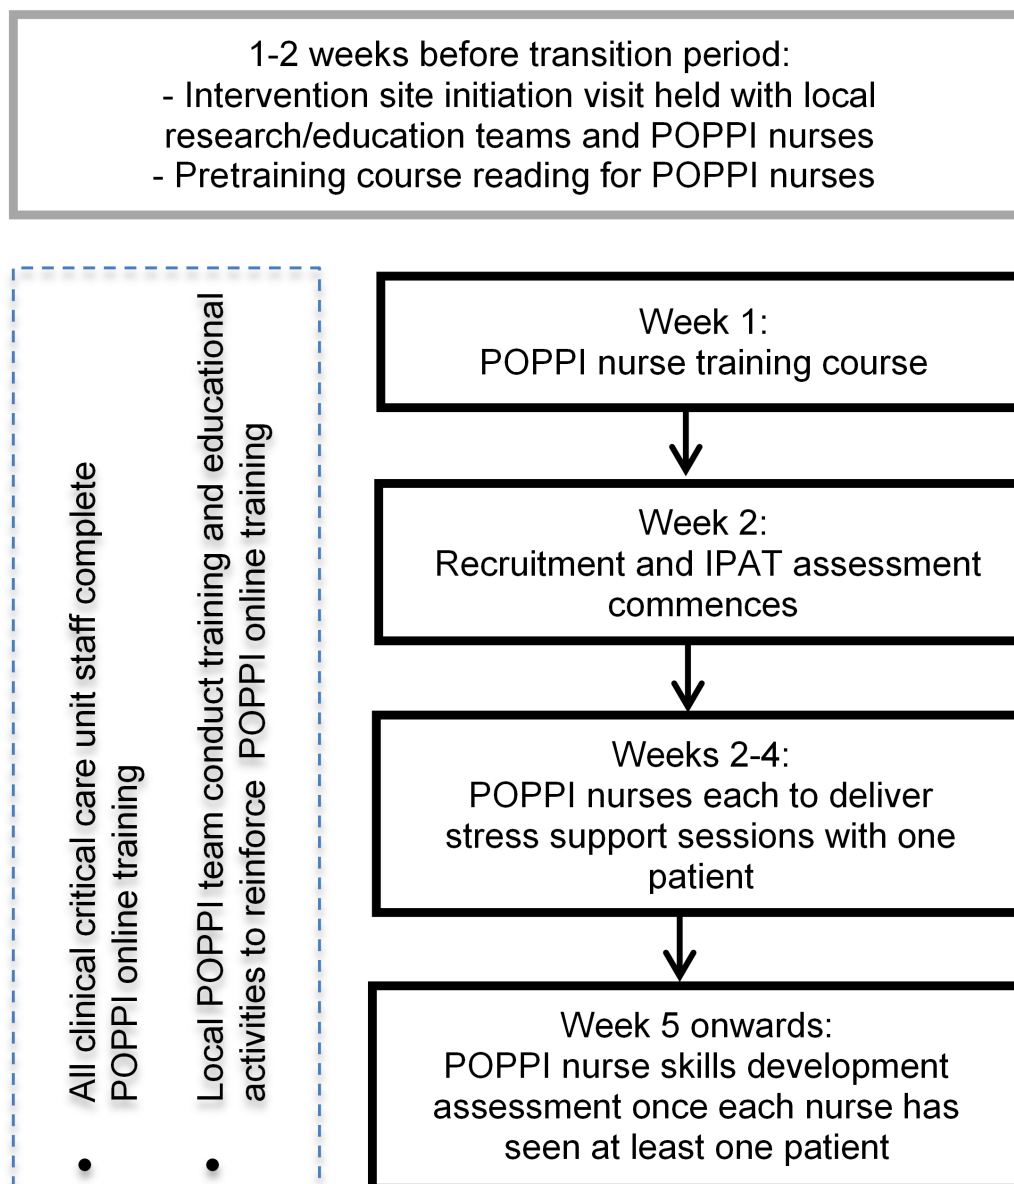 1-2 weeks before transition period:
- Intervention site initiation visit held with local
research/education teams and POPPI nurses
- Pretraining course reading for POPPI nurses
• All clinical critical care unit staff complete
POPPI online training
• Local POPPI team conduct training and educational
activities to reinforce POPPI online training
Week 1:
POPPI nurse training course
Week 2:
Recruitment and IPAT assessment
commences
Weeks 2-4:
POPPI nurses each to deliver
stress support sessions with one
patient
Week 5 onwards:
POPPI nurse skills development
assessment once each nurse has
seen at least one patient